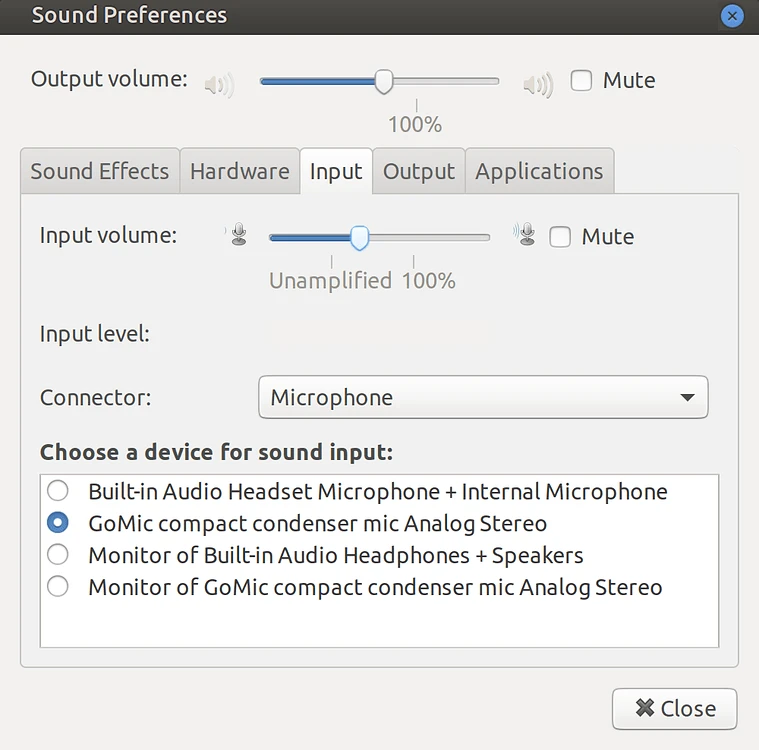 Sound Preferences
Output volume:
Mute
100%
Sound Effects
Hardware
Input
Output
Applications
Input volume:
Mute
Unamplified 100%
Input level:
Connector:
Microphone
Choose a device for sound input:
Built-in Audio Headset Microphone + Internal Microphone
GoMic compact condenser mic Analog Stereo
Monitor of Built-in Audio Headphones + Speakers
Monitor of GoMic compact condenser mic Analog Stereo
Close